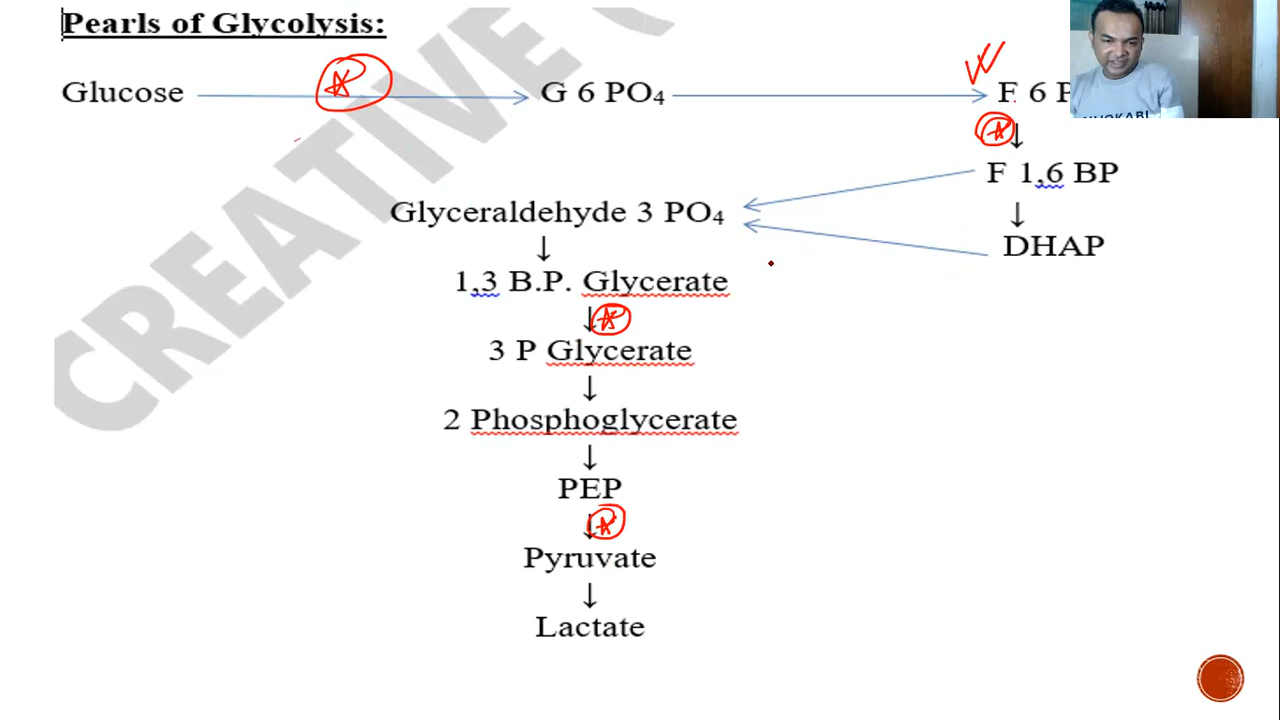 Pearls of Glycolysis:
Glucose → G 6 PO₄ → F 6 P
↓
F 1,6 BP
Glyceraldehyde 3 PO₄
↓
DHAP
↓
1,3 B.P. Glycerate
↓
3 P Glycerate
↓
2 Phosphoglycerate
↓
PEP
↓
Pyruvate
↓
Lactate
CREATIVE